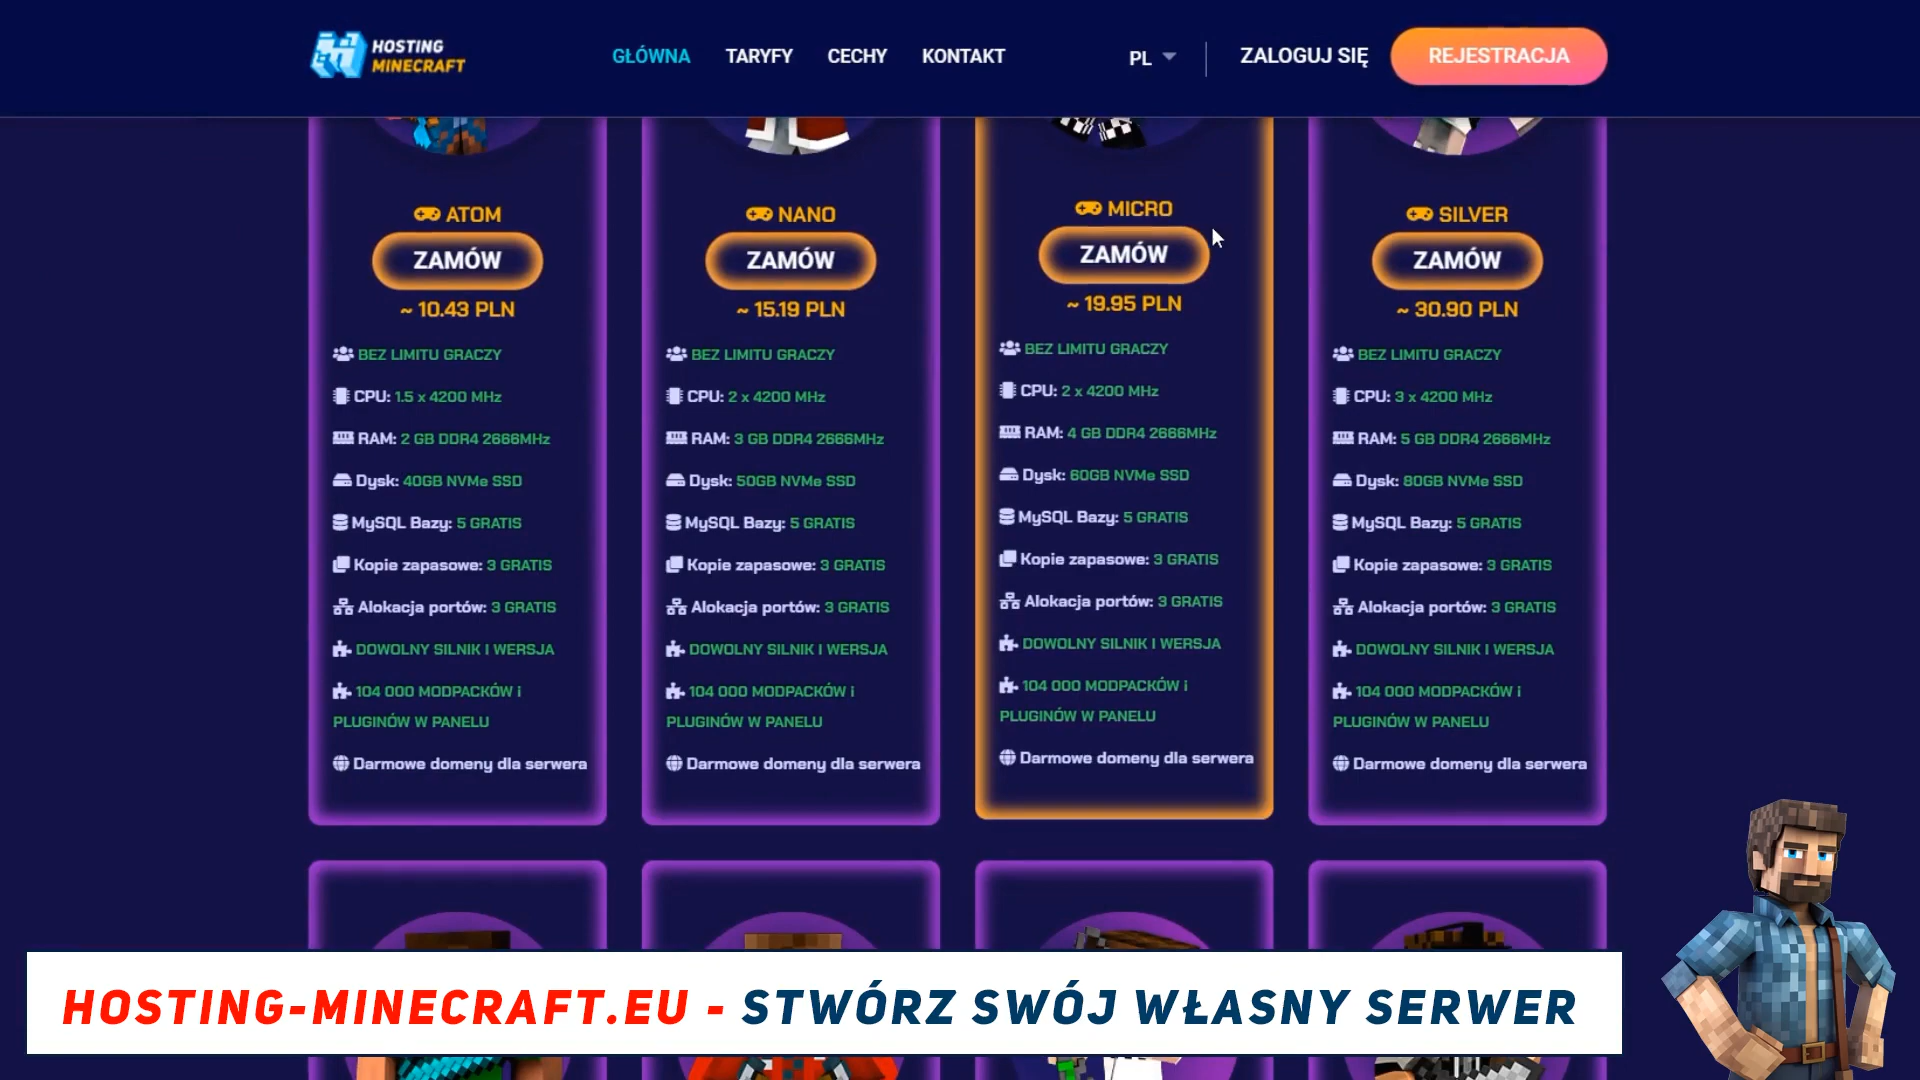 HOSTING
MINECRAFT
GŁÓWNA
TARYFY
CECHY
KONTAKT
PL
ZALOGUJ SIĘ
REJESTRACJA
ATOM
ZAMÓW
~ 10.43 PLN
BEZ LIMITU GRACZY
CPU: 1.5 x 4200 MHz
RAM: 2 GB DDR4 2666MHz
Dysk: 40GB NVMe SSD
MySQL Bazy: 5 GRATIS
Kopie zapasowe: 3 GRATIS
Alokacja portów: 3 GRATIS
DOWOLNY SILNIK I WERSJA
104 000 MODPACKÓW i
PLUGINÓW W PANELU
Darmowe domeny dla serwera
NANO
ZAMÓW
~ 15.19 PLN
BEZ LIMITU GRACZY
CPU: 2 x 4200 MHz
RAM: 3 GB DDR4 2666MHz
Dysk: 50GB NVMe SSD
MySQL Bazy: 5 GRATIS
Kopie zapasowe: 3 GRATIS
Alokacja portów: 3 GRATIS
DOWOLNY SILNIK I WERSJA
104 000 MODPACKÓW i
PLUGINÓW W PANELU
Darmowe domeny dla serwera
MICRO
ZAMÓW
~ 19.95 PLN
BEZ LIMITU GRACZY
CPU: 2 x 4200 MHz
RAM: 4 GB DDR4 2666MHz
Dysk: 60GB NVMe SSD
MySQL Bazy: 5 GRATIS
Kopie zapasowe: 3 GRATIS
Alokacja portów: 3 GRATIS
DOWOLNY SILNIK I WERSJA
104 000 MODPACKÓW i
PLUGINÓW W PANELU
Darmowe domeny dla serwera
SILVER
ZAMÓW
~ 30.90 PLN
BEZ LIMITU GRACZY
CPU: 3 x 4200 MHz
RAM: 5 GB DDR4 2666MHz
Dysk: 80GB NVMe SSD
MySQL Bazy: 5 GRATIS
Kopie zapasowe: 3 GRATIS
Alokacja portów: 3 GRATIS
DOWOLNY SILNIK I WERSJA
104 000 MODPACKÓW i
PLUGINÓW W PANELU
Darmowe domeny dla serwera
HOSTING-MINECRAFT.EU - STWÓRZ SWÓJ WŁASNY SERWER